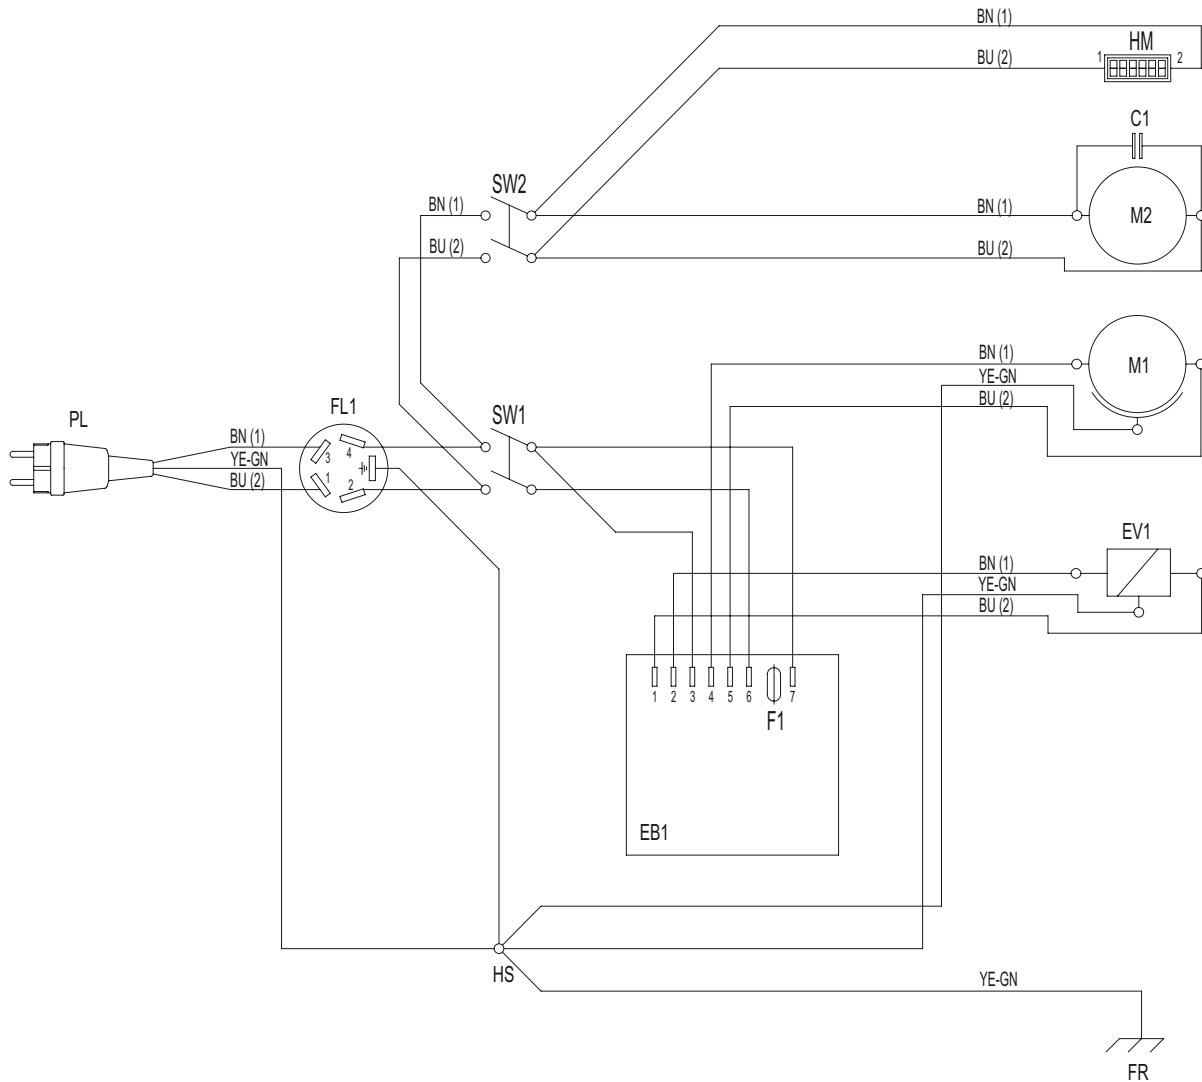 BN (1)
HM
BU (2)
1
2
C1
SW2
BN (1)
BN (1)
M2
BU (2)
BU (2)
BN (1)
M1
YE-GN
BU (2)
PL
FL1
SW1
BN (1)
4
3
YE-GN
1
2
BU (2)
EV1
BN (1)
YE-GN
BU (2)
1 2 3 4 5 6 7
F1
EB1
HS
YE-GN
FR